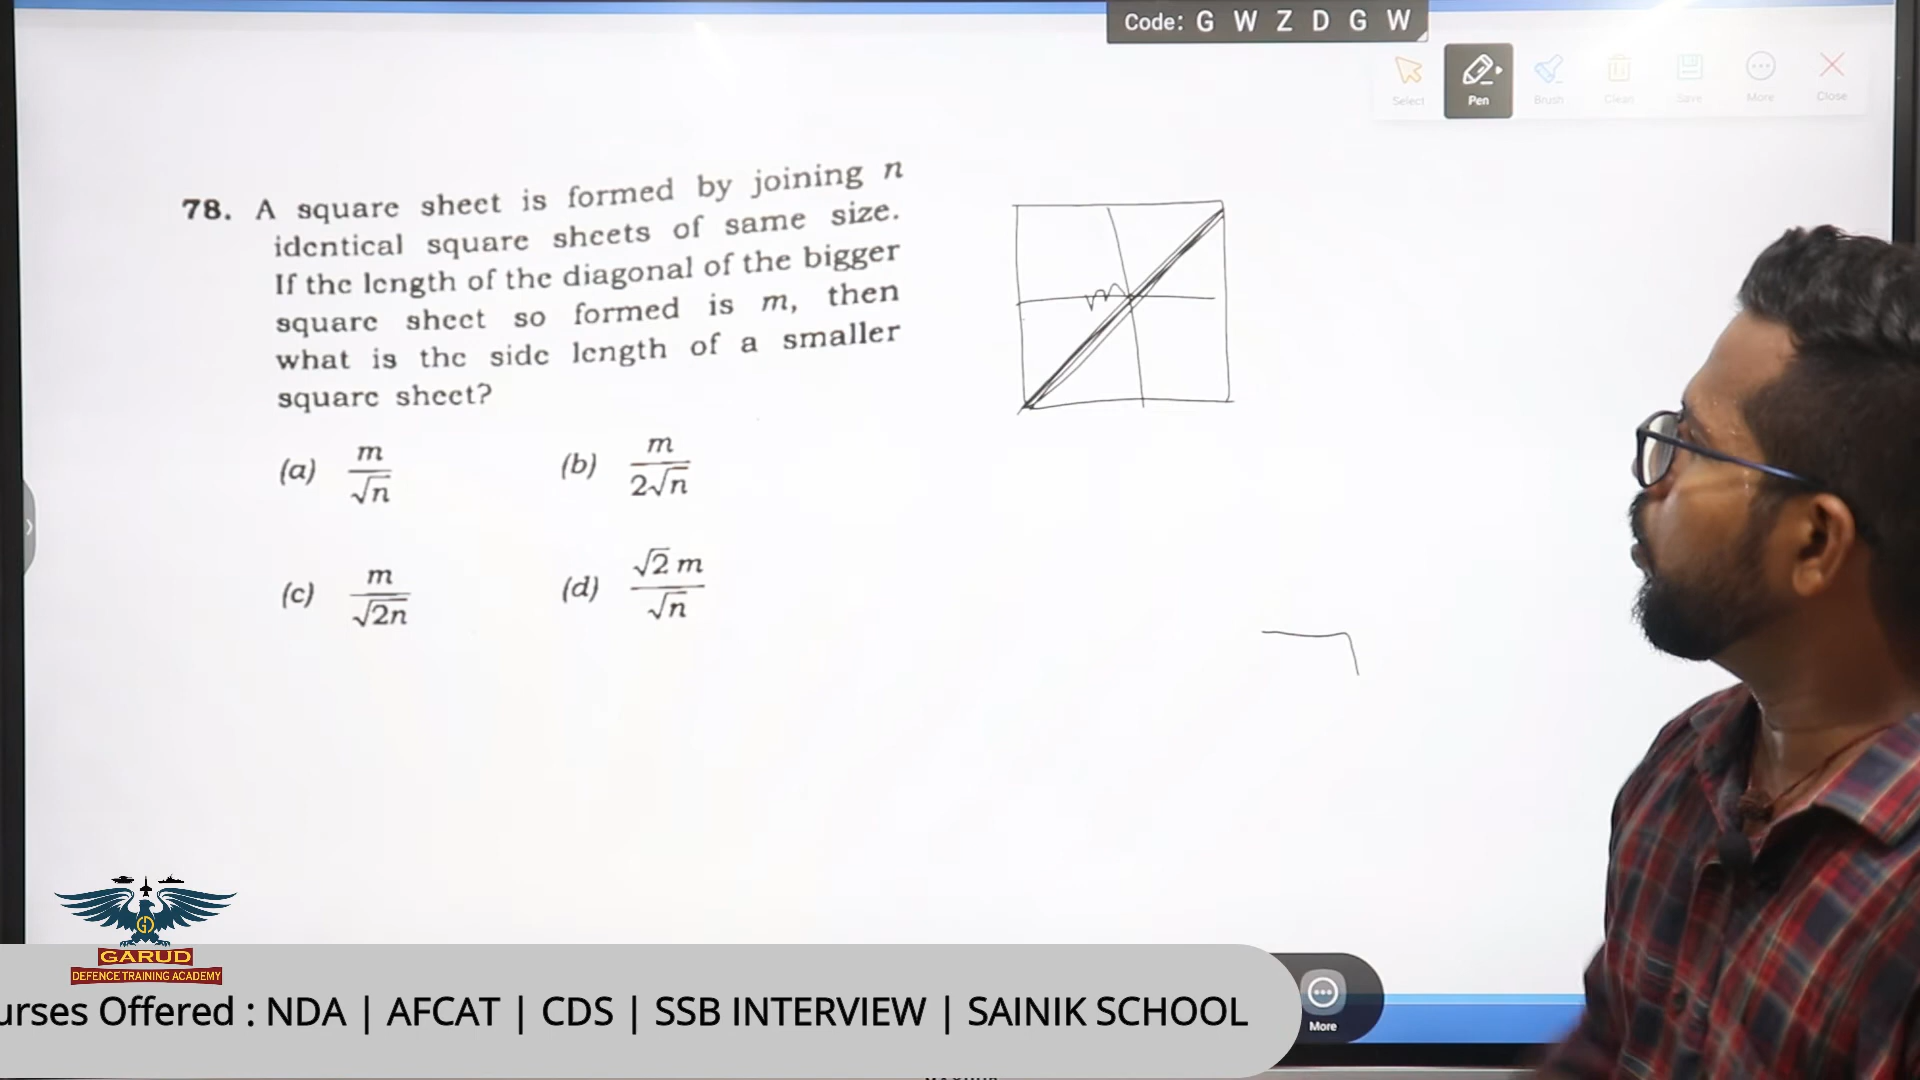 Code: G W Z D G W
Select Pen Brush Clean Save More Close
78. A square sheet is formed by joining n
identical square sheets of same size.
If the length of the diagonal of the bigger
square sheet so formed is m, then
what is the side length of a smaller
square sheet?
(a) m/√n (b) m/2√n
(c) m/√2n (d) √2 m/√n
m
GARUD
DEFENCE TRAINING ACADEMY
urses Offered : NDA | AFCAT | CDS | SSB INTERVIEW | SAINIK SCHOOL
More